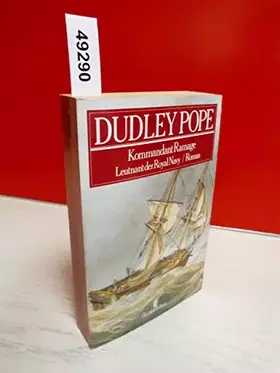 49290
DUDLEY POPE
Kommandant Ramage
Leutnant der Royal Navy / Roman